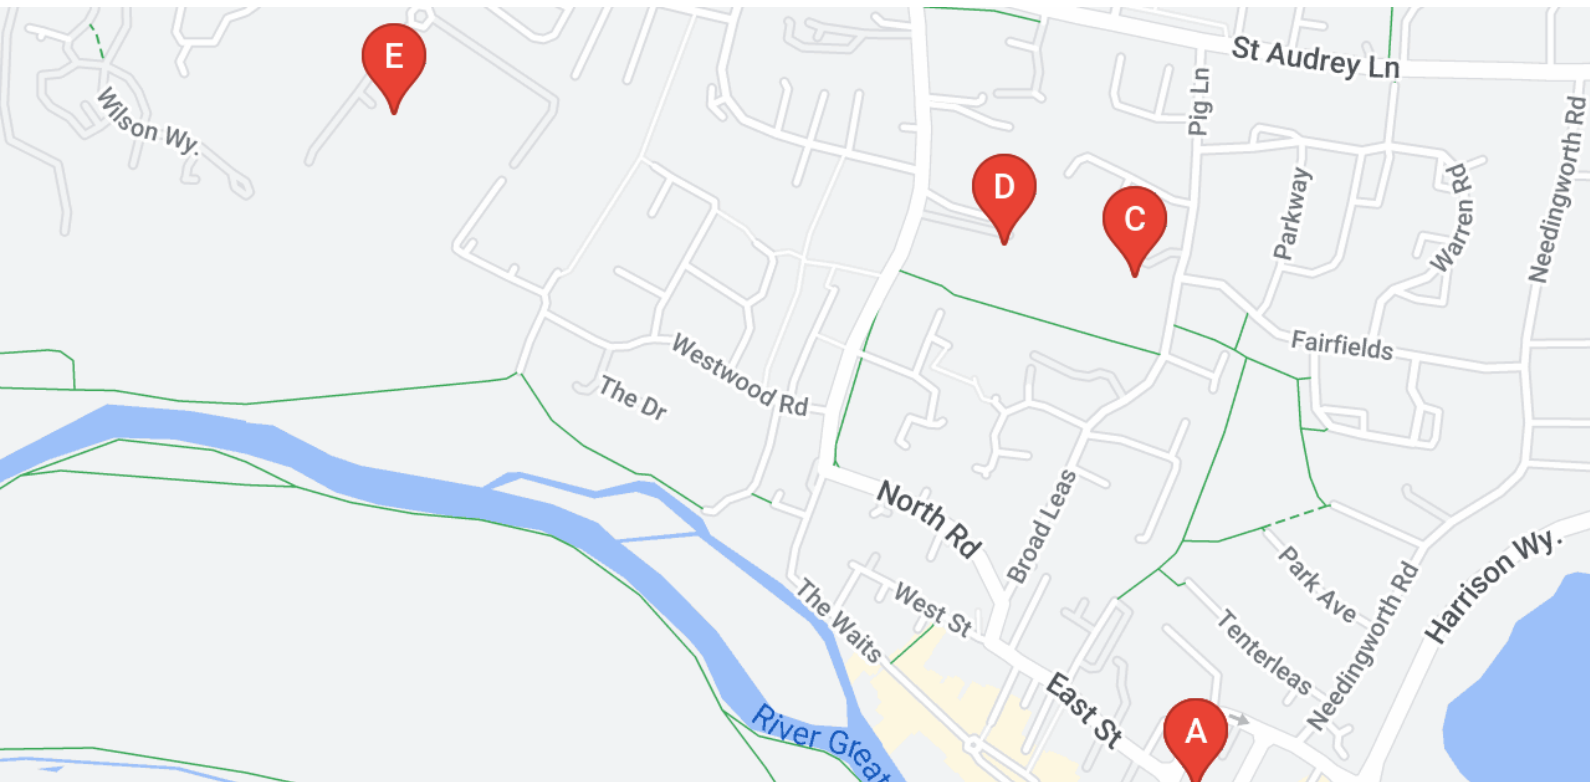 E
St Audrey Ln
Pig Ln
Wilson Wy.
Needingworth Rd
D
C
Parkway
Warren Rd
Fairfields
Westwood Rd
The Dr
North Rd
Broad Leas
Harrison Wy.
Park Ave
The Waits
West St
Tenterleas
Needingworth Rd
East St
A
River Great